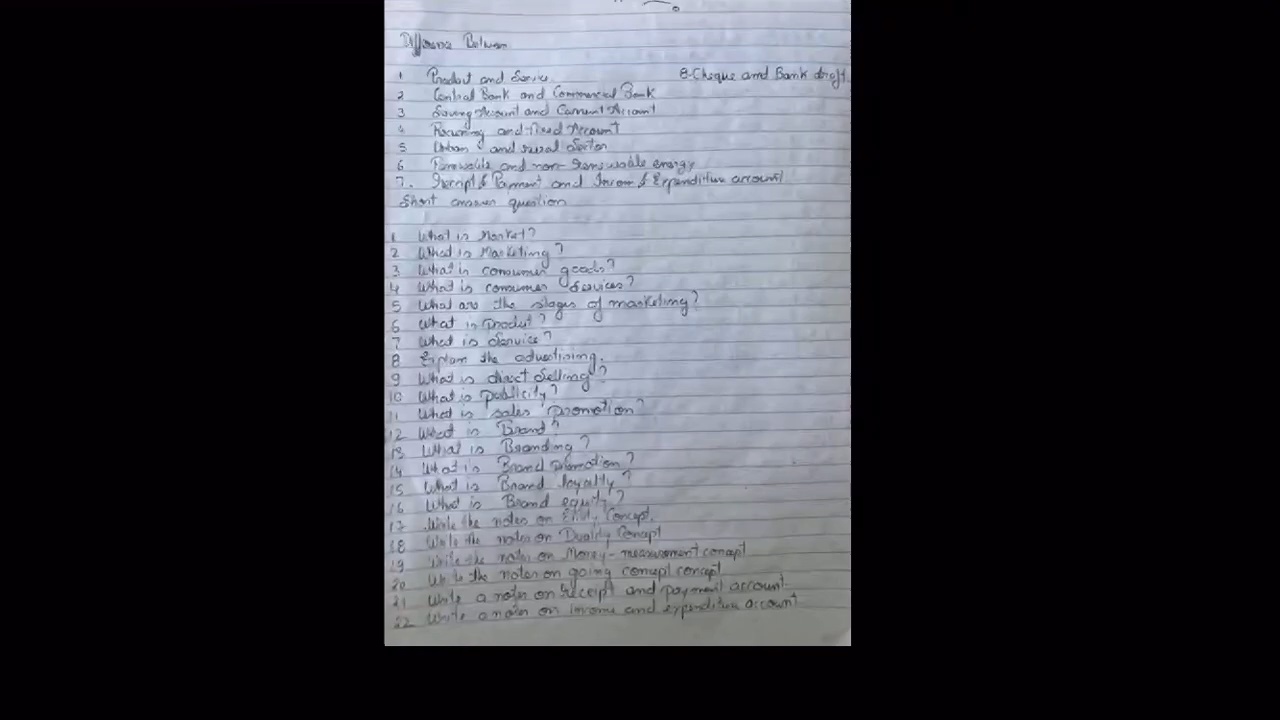 Difference Between
1 Product and Service 8. Cheque and Bank draft
2 Central Bank and Commercial Bank
3 Saving Account and Current Account
4 Recurring and fixed Account
5 Urban and rural Sector
6 Renewable and non-renewable energy
7. Receipt & Payment and Income & Expenditure account
Short answer question
1 What is Market?
2 What is Marketing?
3 What is consumer goods?
4 What is consumer Services?
5 What are the stages of marketing?
6 What is Product?
7 What is Service?
8 Explain the advertising.
9 What is direct Selling?
10 What is publicity?
11 What is sales promotion?
12 What is Brand?
13 What is Branding?
14 What is Brand promotion?
15 What is Brand loyalty?
16 What is Brand equity?
17 Write the notes on Entity Concept.
18 Write the notes on Duality Concept
19 Write the notes on Money-measurement concept
20 Write the notes on going concept concept
21 Write a notes on receipt and payment account
22 Write a notes on income and expenditure account